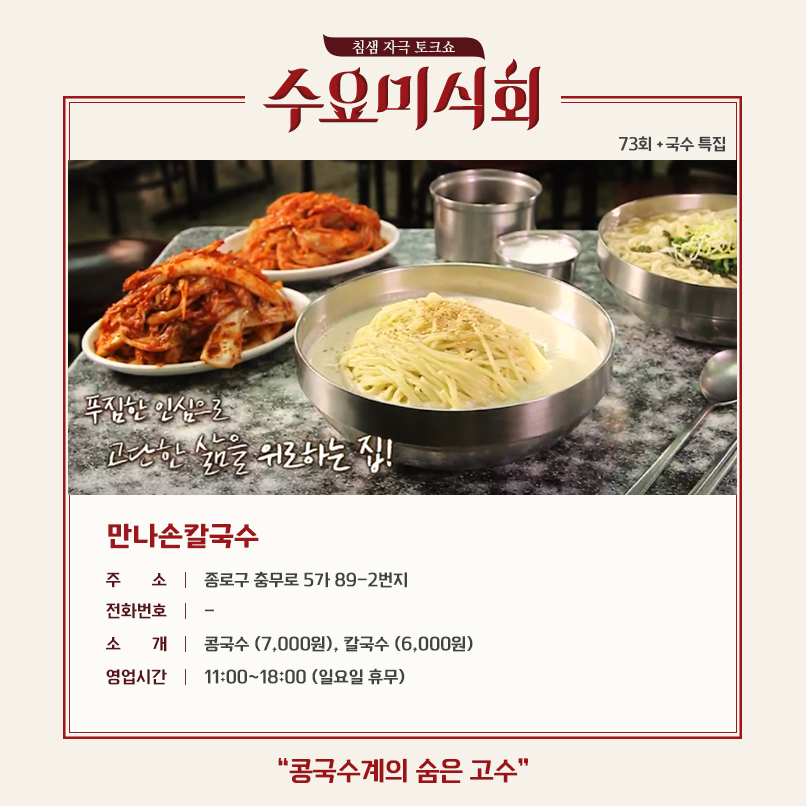 침샘 자극 토크쇼
수요미식회
73회 + 국수 특집
푸짐한 인심으로
고단한 삶을 위로하는 집!
만나손칼국수
주 소 | 종로구 충무로 5가 89-2번지
전화번호 | -
소 개 | 콩국수 (7,000원), 칼국수 (6,000원)
영업시간 | 11:00~18:00 (일요일 휴무)
“콩국수계의 숨은 고수”